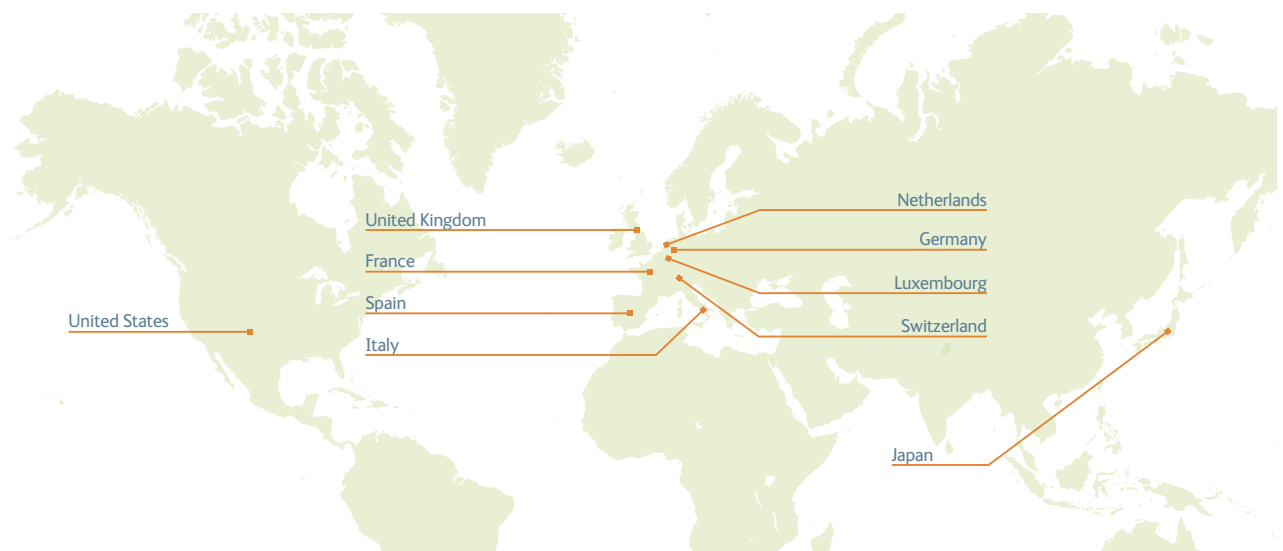 United States
United Kingdom
France
Spain
Italy
Netherlands
Germany
Luxembourg
Switzerland
Japan